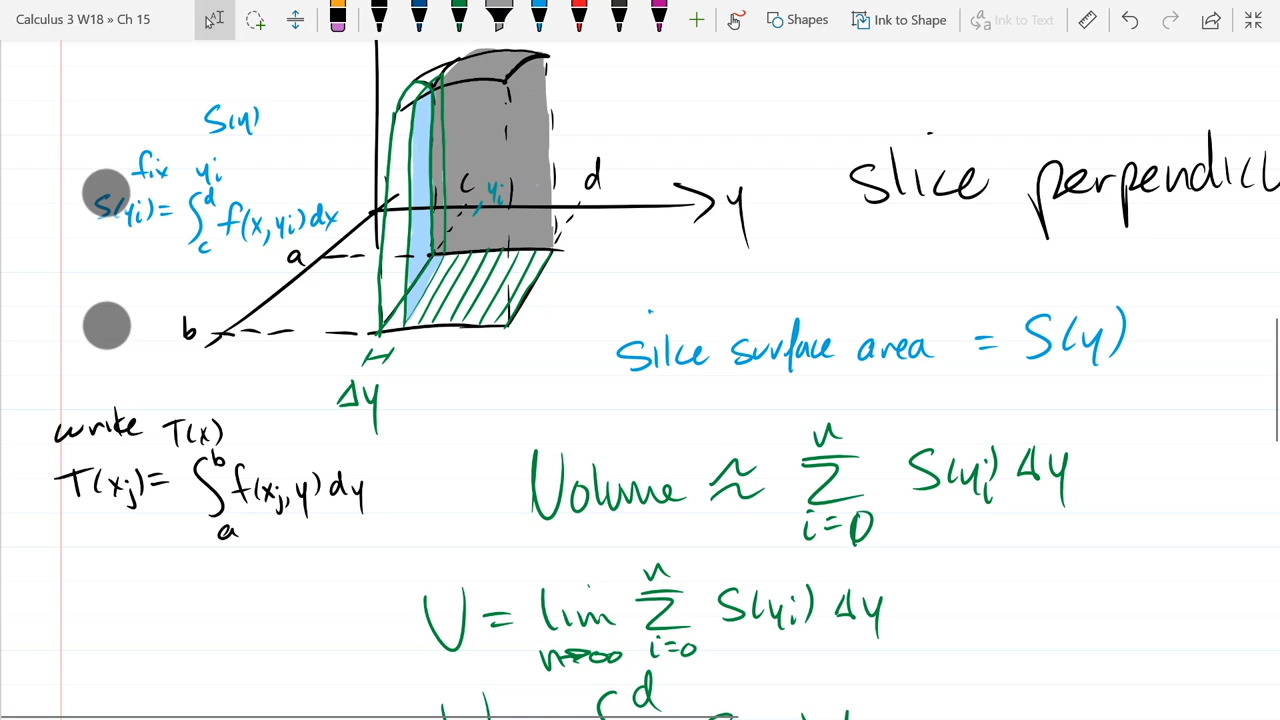 Calculus 3 W18 » Ch 15
Shapes
Ink to Shape
Ink to Text
S(y)
fix yi
S(yi) = ∫_c^d f(x, yi) dx
c
yi
d
y
a
b
Δy
slice perpendicu
silce surface area = S(y)
write T(x)
T(xj) = ∫_a^b f(xj, y) dy
Volume ≈ Σ_{i=0}^n S(yi) Δy
V = lim_{n→∞} Σ_{i=0}^n S(yi) Δy
d